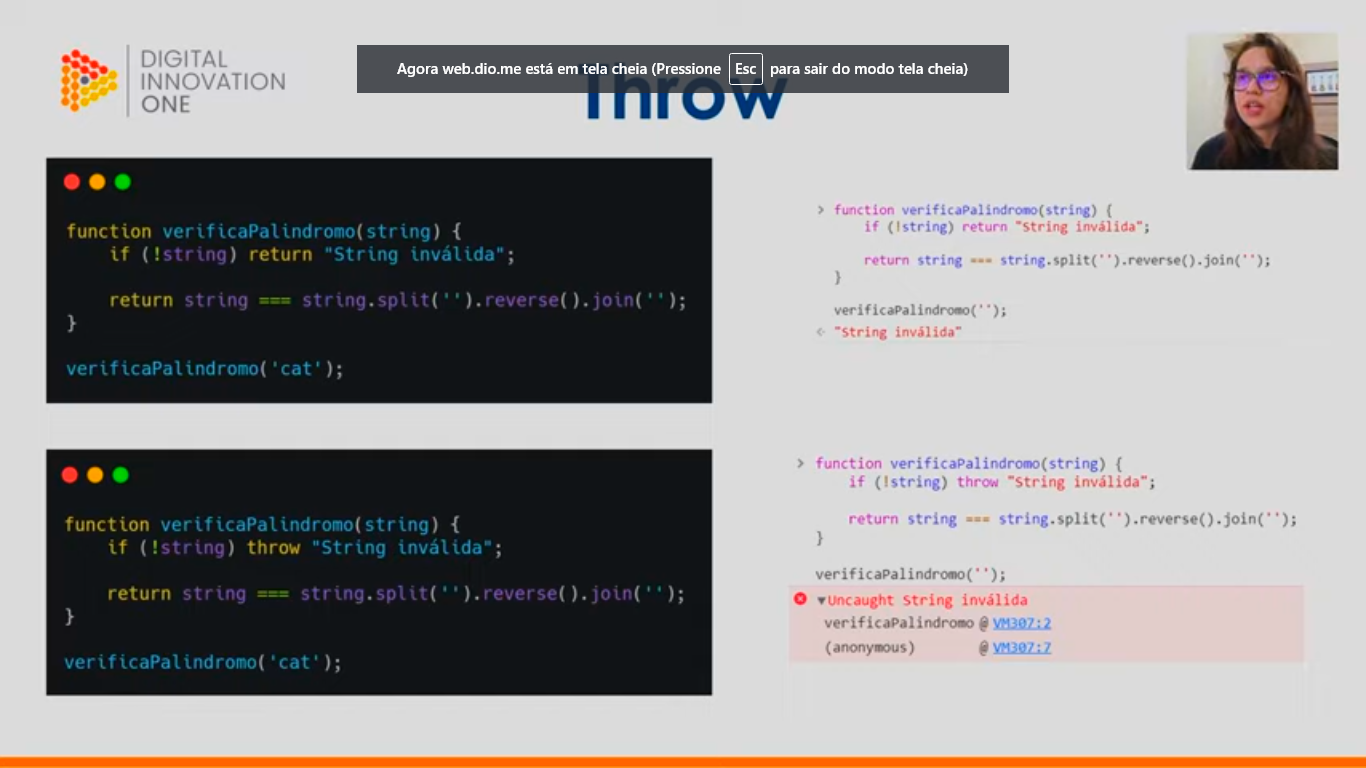 DIGITAL
INNOVATION
ONE
Agora web.dio.me está em tela cheia (Pressione Esc para sair do modo tela cheia)
Throw
function verificaPalindromo(string) {
    if (!string) return "String inválida";
    return string === string.split('').reverse().join('');
}
verificaPalindromo('cat');
> function verificaPalindromo(string) {
    if (!string) return "String inválida";
    return string === string.split('').reverse().join('');
}
verificaPalindromo('');
< "String inválida"
function verificaPalindromo(string) {
    if (!string) throw "String inválida";
    return string === string.split('').reverse().join('');
}
verificaPalindromo('cat');
> function verificaPalindromo(string) {
    if (!string) throw "String inválida";
    return string === string.split('').reverse().join('');
}
verificaPalindromo('');
▼Uncaught String inválida
verificaPalindromo @ VM307:2
(anonymous) @ VM307:7